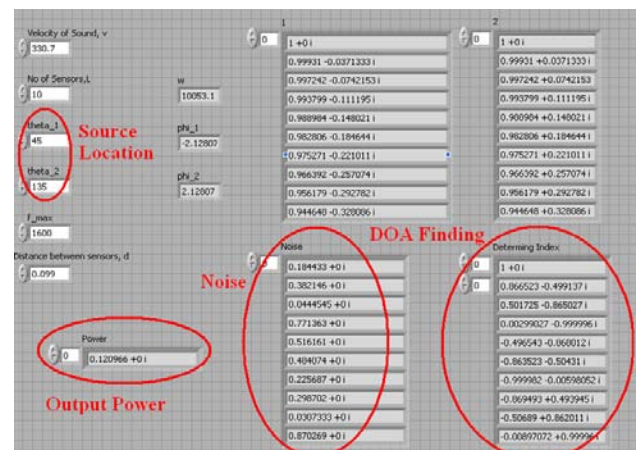 Velocity of Sound, v
330.7
No of Sensors,L
10
theta_1
45
theta_2
135
f_max
1600
Distance between sensors, d
0.099
Source
Location
w
10053.1
phi_1
-2.12807
phi_2
2.12807
1
0
1 +0 i
0.99931 -0.0371333 i
0.997242 -0.0742153 i
0.993799 -0.111195 i
0.988984 -0.148021 i
0.982806 -0.184644 i
0.975271 -0.221011 i
0.966392 -0.257074 i
0.956179 -0.292782 i
0.944648 -0.328086 i
2
0
1 +0 i
0.99931 +0.0371333 i
0.997242 +0.0742153
0.993799 +0.111195 i
0.988984 +0.148021 i
0.982806 +0.184644 i
0.975271 +0.221011 i
0.966392 +0.257074 i
0.956179 +0.292782 i
0.944648 +0.328086 i
DOA Finding
Noise
Noise
0
0.184433 +0 i
0.382146 +0 i
0.0444545 +0 i
0.771363 +0 i
0.516161 +0 i
0.484074 +0 i
0.225687 +0 i
0.298702 +0 i
0.0307333 +0 i
0.870269 +0 i
Determing Index
0
0
1 +0 i
0.866523 -0.499137 i
0.501725 -0.865027 i
0.00299027 -0.999996 i
-0.496543 -0.868012 i
-0.863523 -0.50431 i
-0.999982 -0.00598052 i
-0.869493 +0.493945 i
-0.50689 +0.862011 i
-0.00897072 +0.99996 i
Power
0
0.120966 +0 i
Output Power